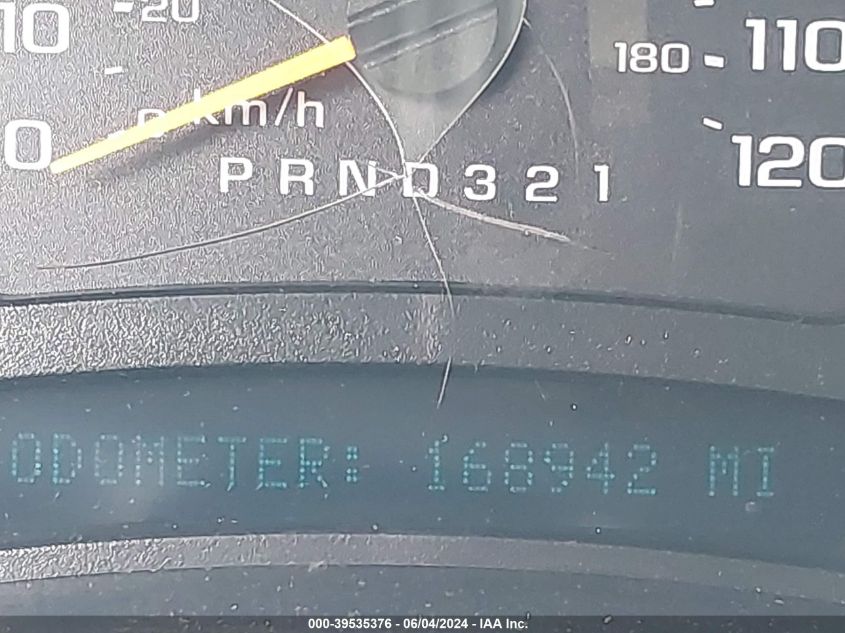 10 20
180 110
0 0 km/h
120
P R N D 3 2 1
ODOMETER: 168942 MI
000-39535376 - 06/04/2024 - IAA Inc.